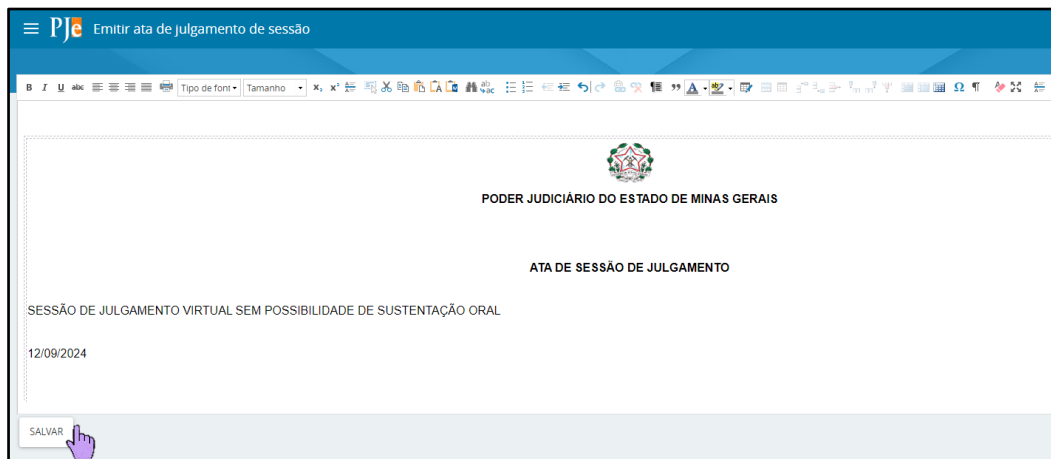 PJe Emitir ata de julgamento de sessão
B I U abc Tipo de font Tamanho
PODER JUDICIÁRIO DO ESTADO DE MINAS GERAIS
ATA DE SESSÃO DE JULGAMENTO
SESSÃO DE JULGAMENTO VIRTUAL SEM POSSIBILIDADE DE SUSTENTAÇÃO ORAL
12/09/2024
SALVAR